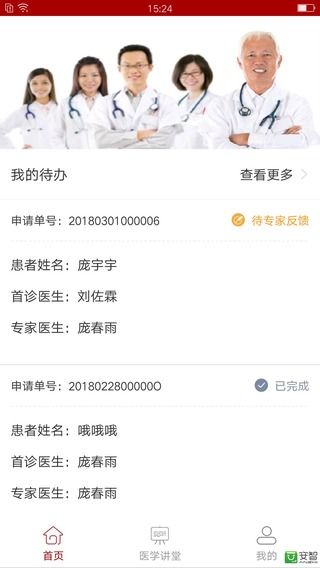 15:24
我的待办 查看更多
申请单号：20180301000006 待专家反馈
患者姓名：庞宇宇
首诊医生：刘佐霖
专家医生：庞春雨
申请单号：2018022800000O 已完成
患者姓名：哦哦哦
首诊医生：庞春雨
专家医生：庞春雨
首页 医学讲堂 我的
安智